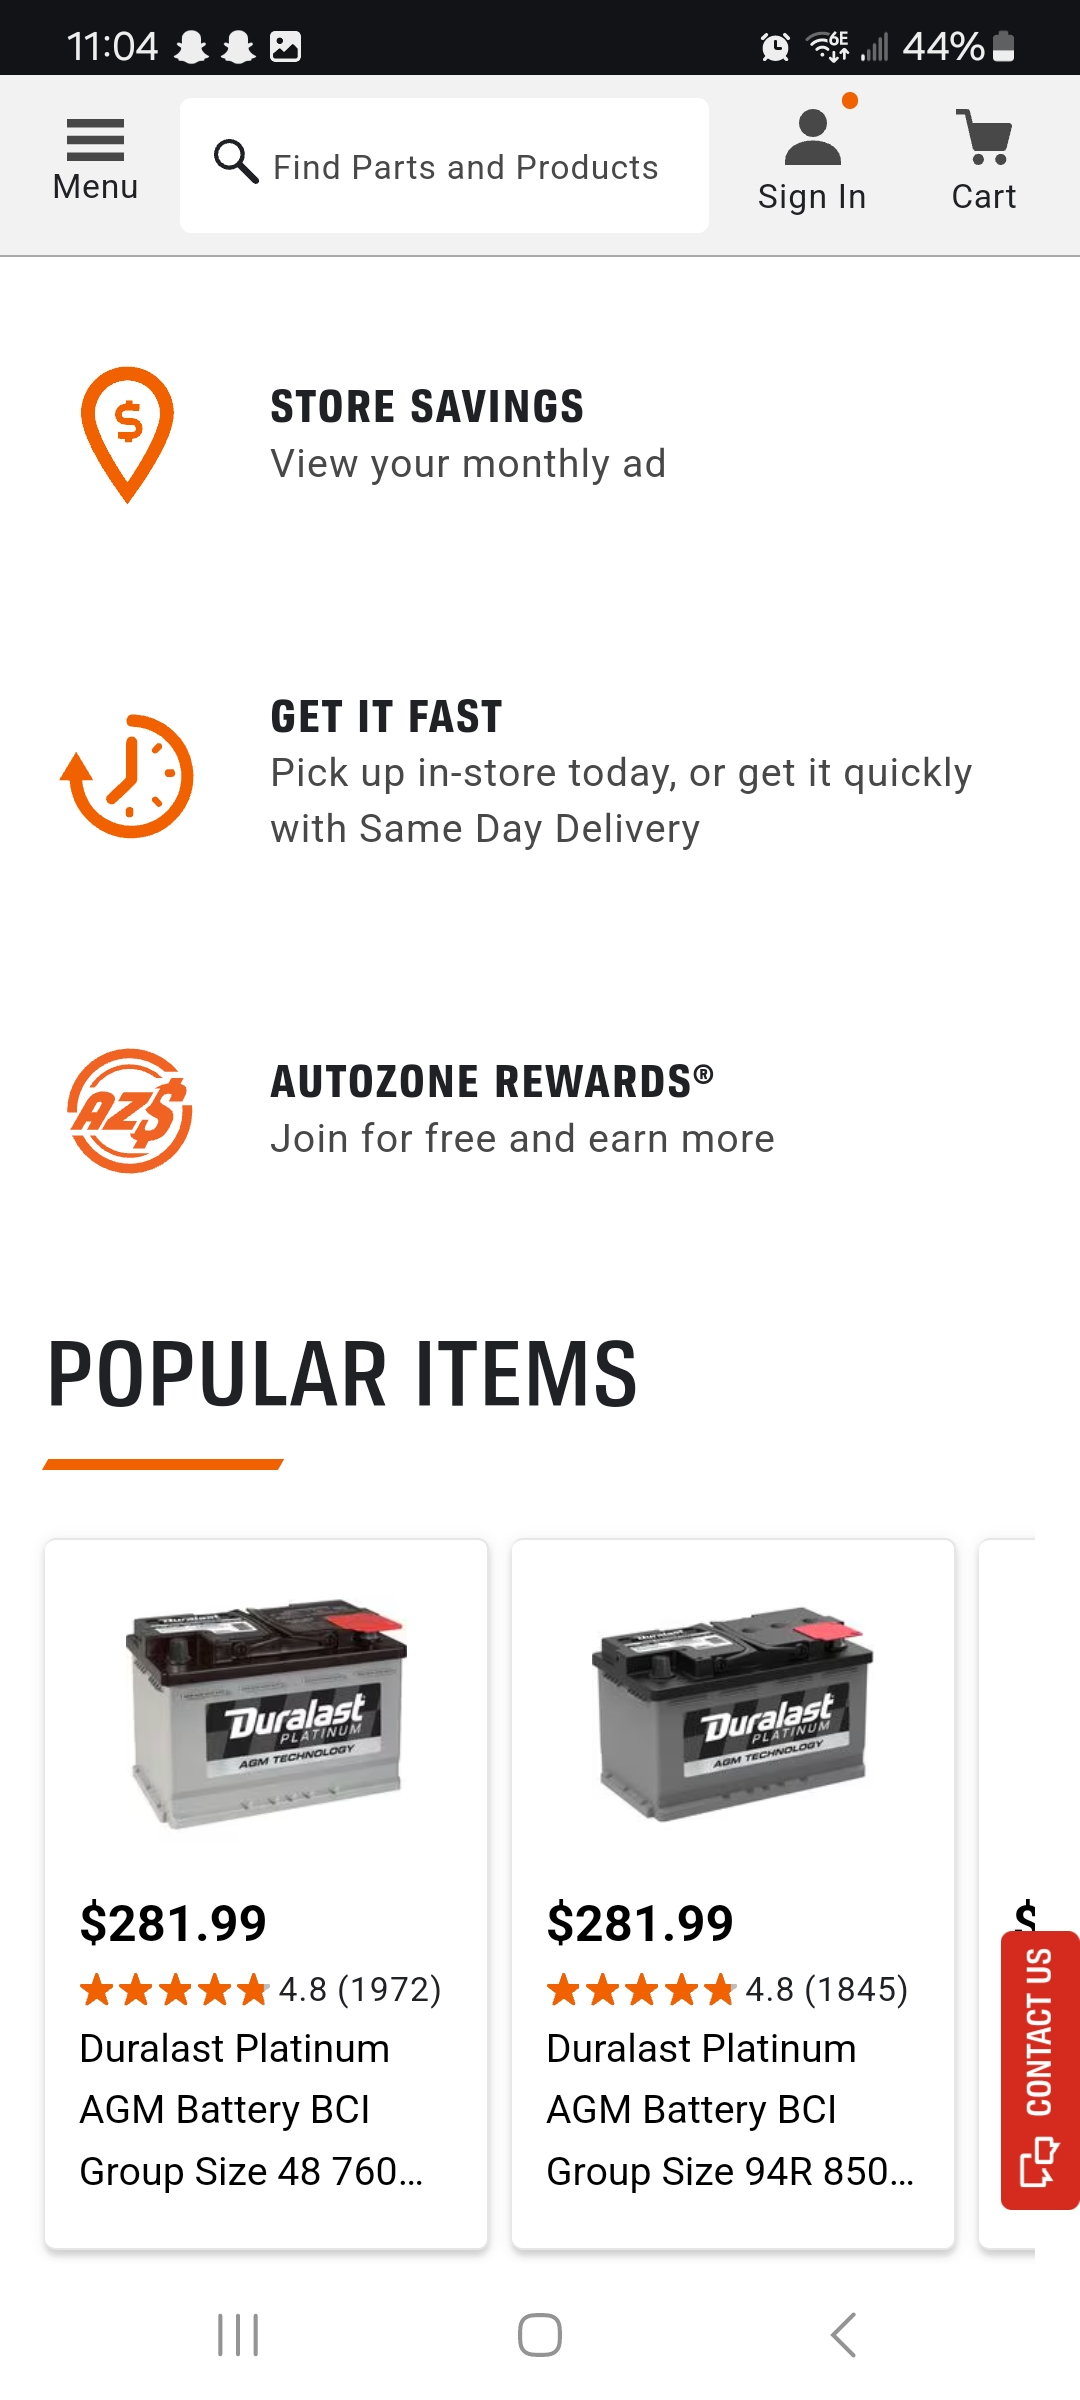 11:04
6E
44%
Menu
Find Parts and Products
Sign In
Cart
STORE SAVINGS
View your monthly ad
GET IT FAST
Pick up in-store today, or get it quickly
with Same Day Delivery
AZ$
AUTOZONE REWARDS®
Join for free and earn more
POPULAR ITEMS
Duralast
Duralast
PLATINUM
AGM TECHNOLOGY
$281.99
4.8 (1972)
Duralast Platinum
AGM Battery BCI
Group Size 48 760...
Duralast
Duralast
PLATINUM
AGM TECHNOLOGY
$281.99
4.8 (1845)
Duralast Platinum
AGM Battery BCI
Group Size 94R 850...
$
CONTACT US